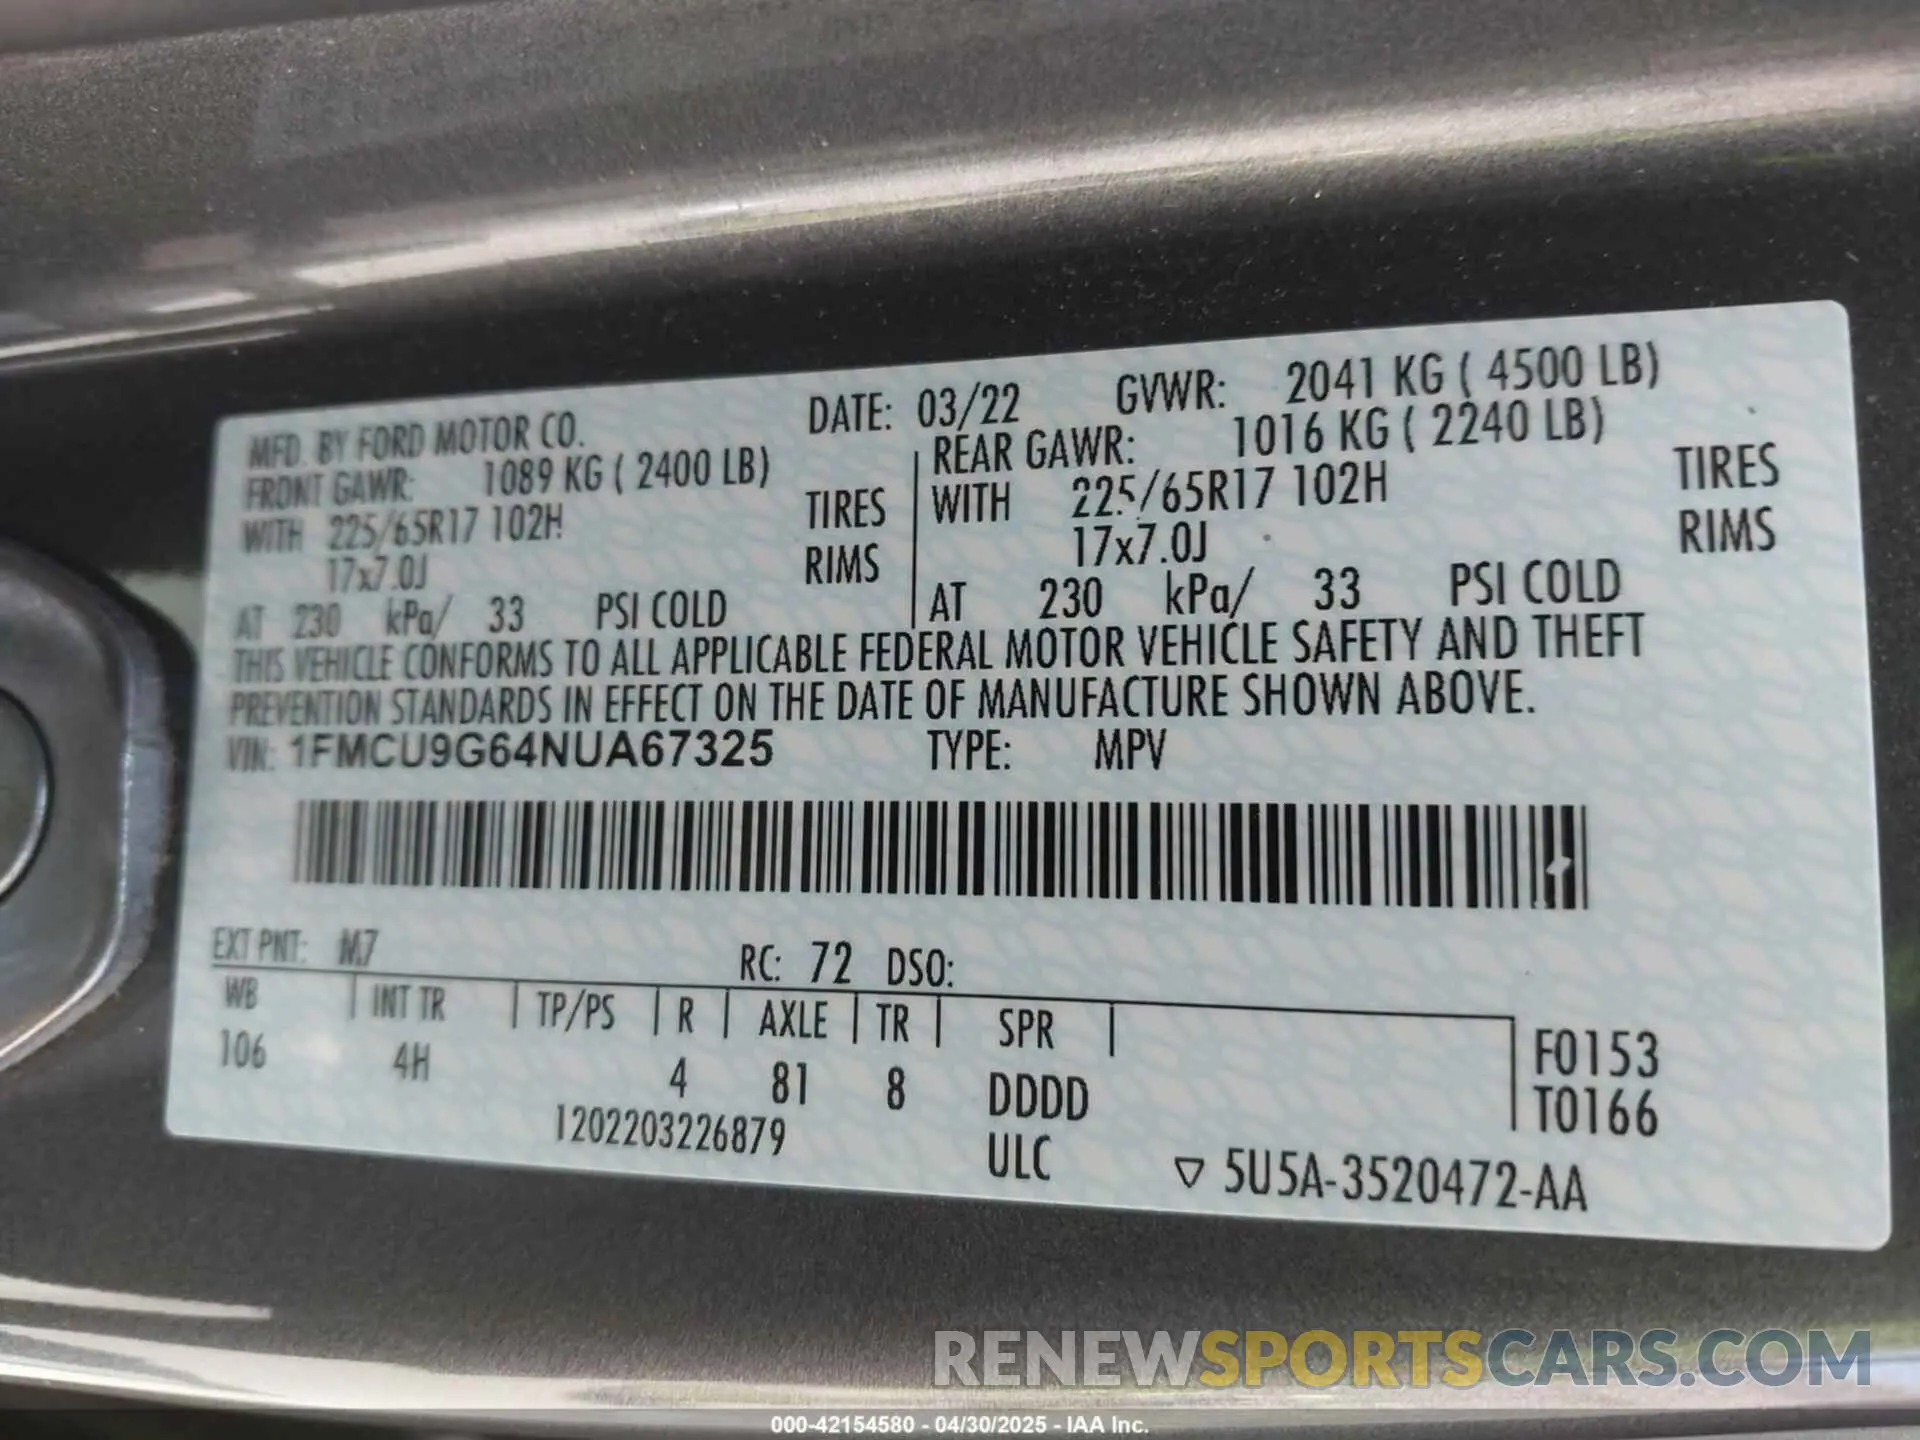 MFD. BY FORD MOTOR CO. DATE: 03/22 GVWR: 2041 KG ( 4500 LB)
FRONT GAWR: 1089 KG ( 2400 LB) REAR GAWR: 1016 KG ( 2240 LB)
WITH 225/65R17 102H TIRES WITH 225/65R17 102H TIRES
17x7.0J RIMS 17x7.0J RIMS
AT 230 kPa/ 33 PSI COLD AT 230 kPa/ 33 PSI COLD
THIS VEHICLE CONFORMS TO ALL APPLICABLE FEDERAL MOTOR VEHICLE SAFETY AND THEFT
PREVENTION STANDARDS IN EFFECT ON THE DATE OF MANUFACTURE SHOWN ABOVE.
VIN: 1FMCU9G64NUA67325 TYPE: MPV
EXT PNT: M7 RC: 72 DSO:
WB INT TR TP/PS R AXLE TR SPR F0153
106 4H 4 81 8 DDDD T0166
1202203226879 ULC ▽ 5U5A-3520472-AA
RENEWSPORTSCARS.COM
000-42154580 - 04/30/2025 - IAA Inc.